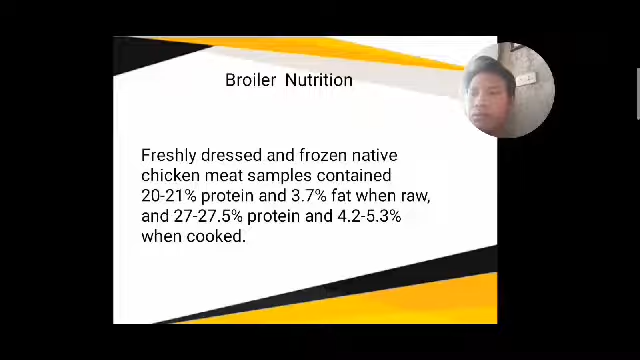 Broiler Nutrition
Freshly dressed and frozen native
chicken meat samples contained
20-21% protein and 3.7% fat when raw,
and 27-27.5% protein and 4.2-5.3%
when cooked.